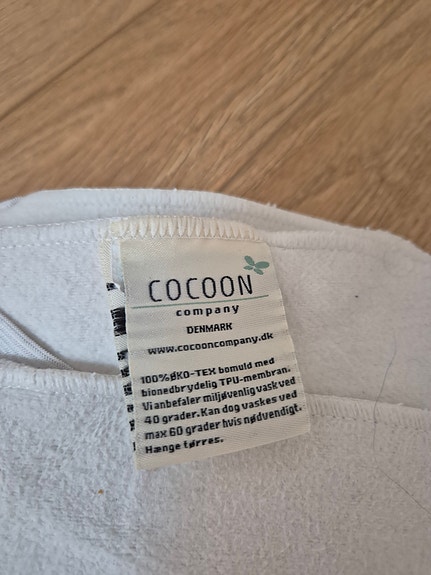 COCOON
company
DENMARK
www.cocooncompany.dk
100% ØKO-TEX bomuld med
bionedbrydelig TPU-membran.
Vi anbefaler miljøvenlig vask ved
40 grader. Kan dog vaskes ved
max 60 grader hvis nødvendigt.
Hænge tørres.